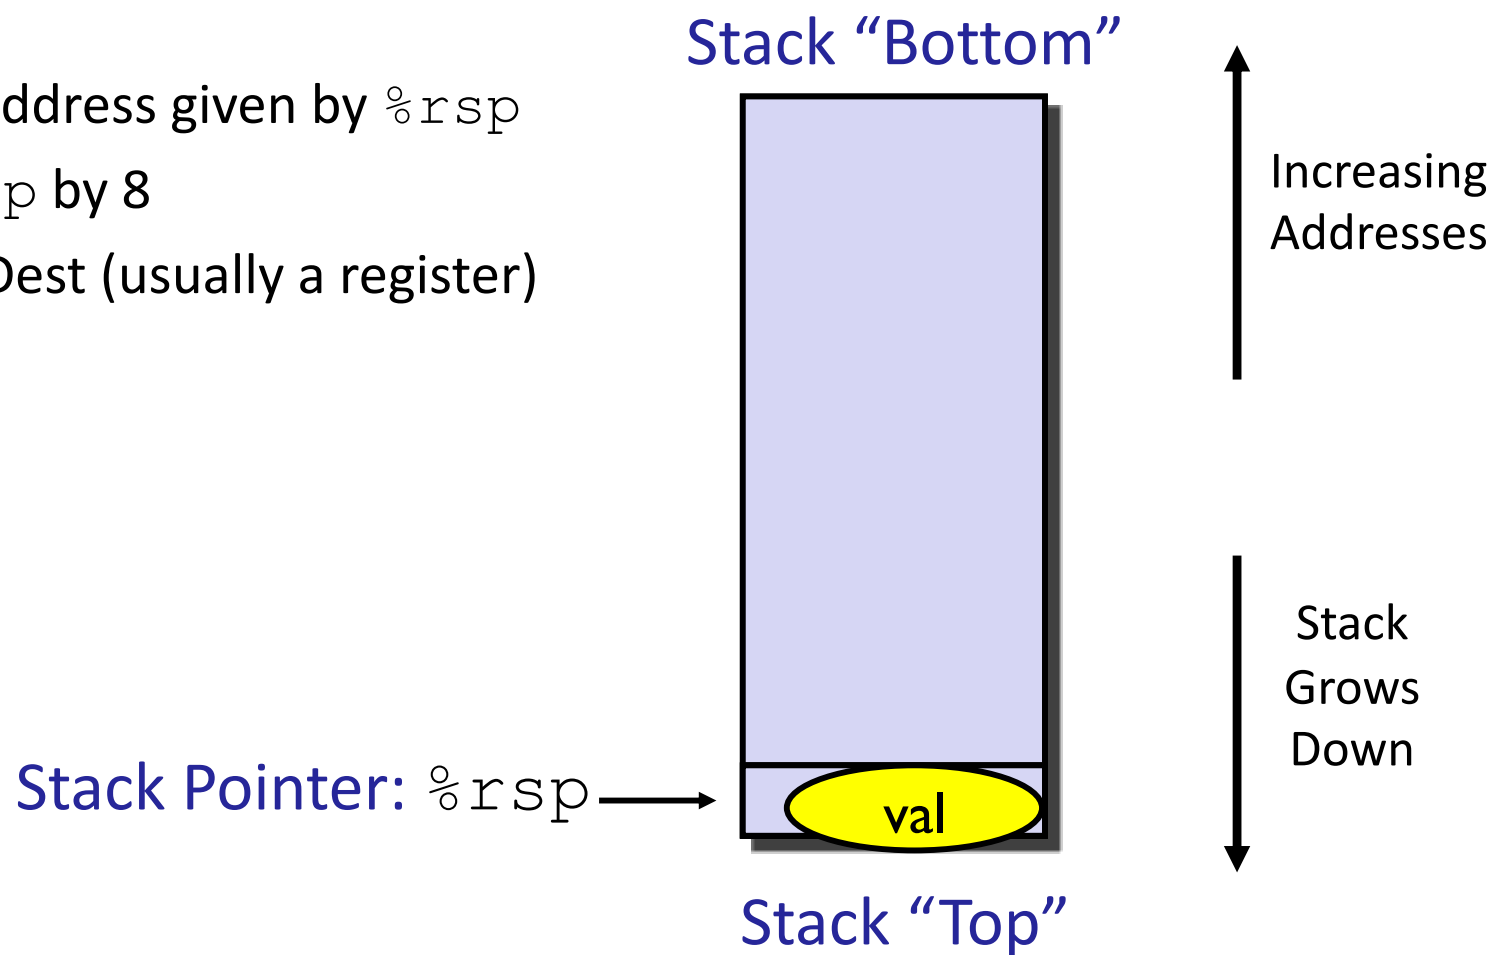 Stack “Bottom”
ddress given by %rsp
p by 8
Dest (usually a register)
Increasing
Addresses
Stack
Grows
Down
Stack Pointer: %rsp
val
Stack “Top”